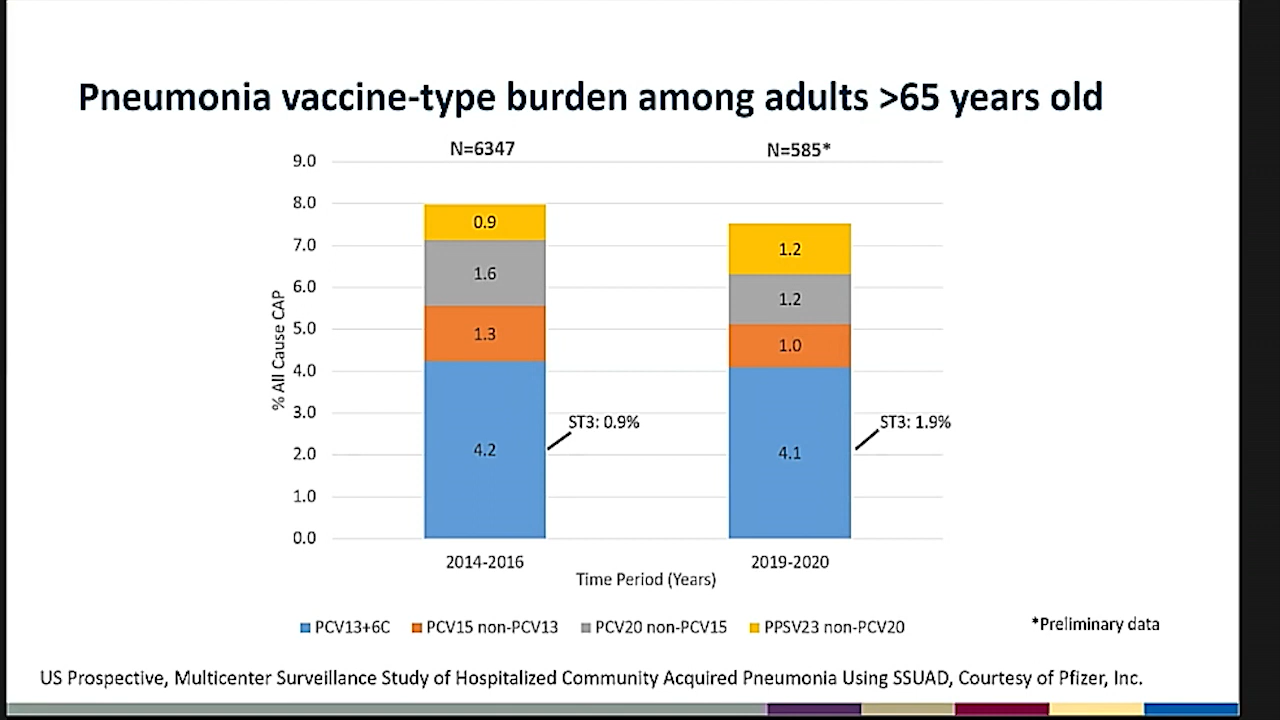 Pneumonia vaccine-type burden among adults >65 years old
N=6347
N=585*
9.0
8.0
7.0
6.0
5.0
4.0
3.0
2.0
1.0
0.0
% All Cause CAP
0.9
1.6
1.3
4.2
ST3: 0.9%
1.2
1.2
1.0
4.1
ST3: 1.9%
2014-2016
2019-2020
Time Period (Years)
PCV13+6C
PCV15 non-PCV13
PCV20 non-PCV15
PPSV23 non-PCV20
*Preliminary data
US Prospective, Multicenter Surveillance Study of Hospitalized Community Acquired Pneumonia Using SSUAD, Courtesy of Pfizer, Inc.